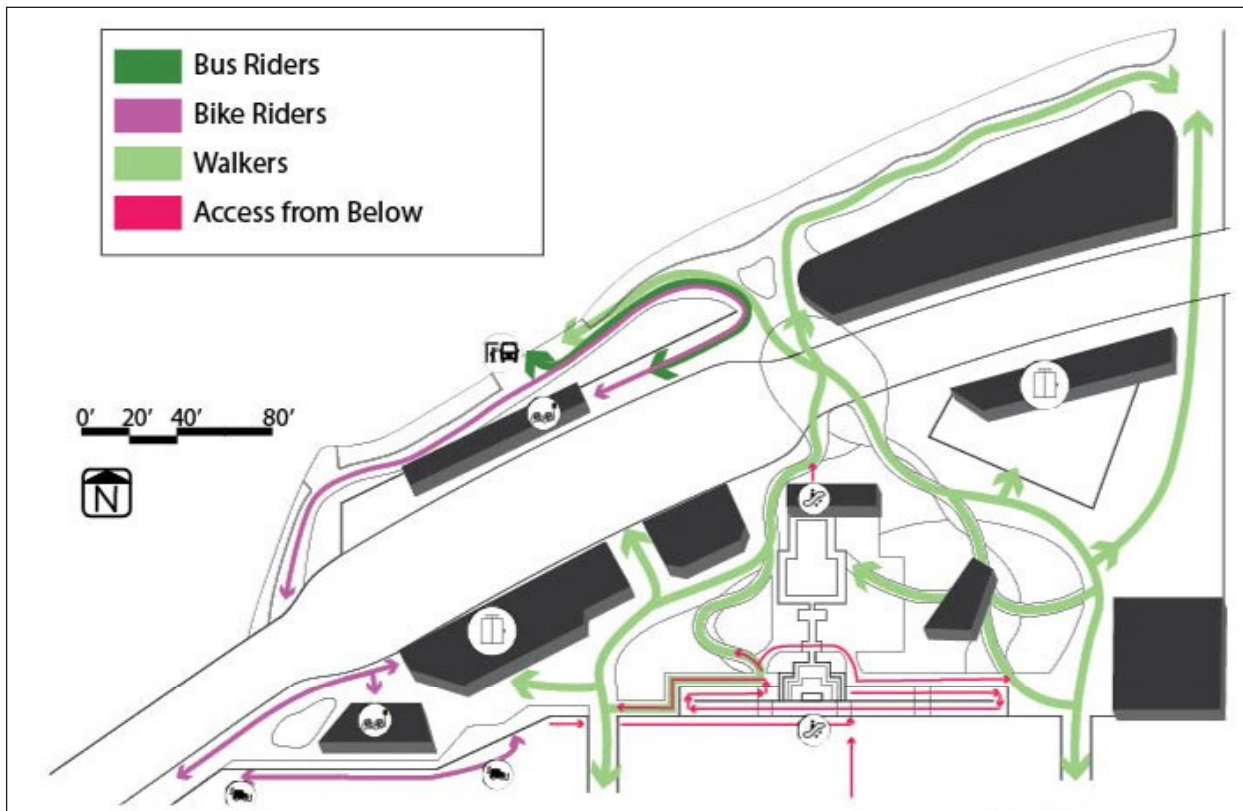 Bus Riders
Bike Riders
Walkers
Access from Below
0' 20' 40' 80'
N